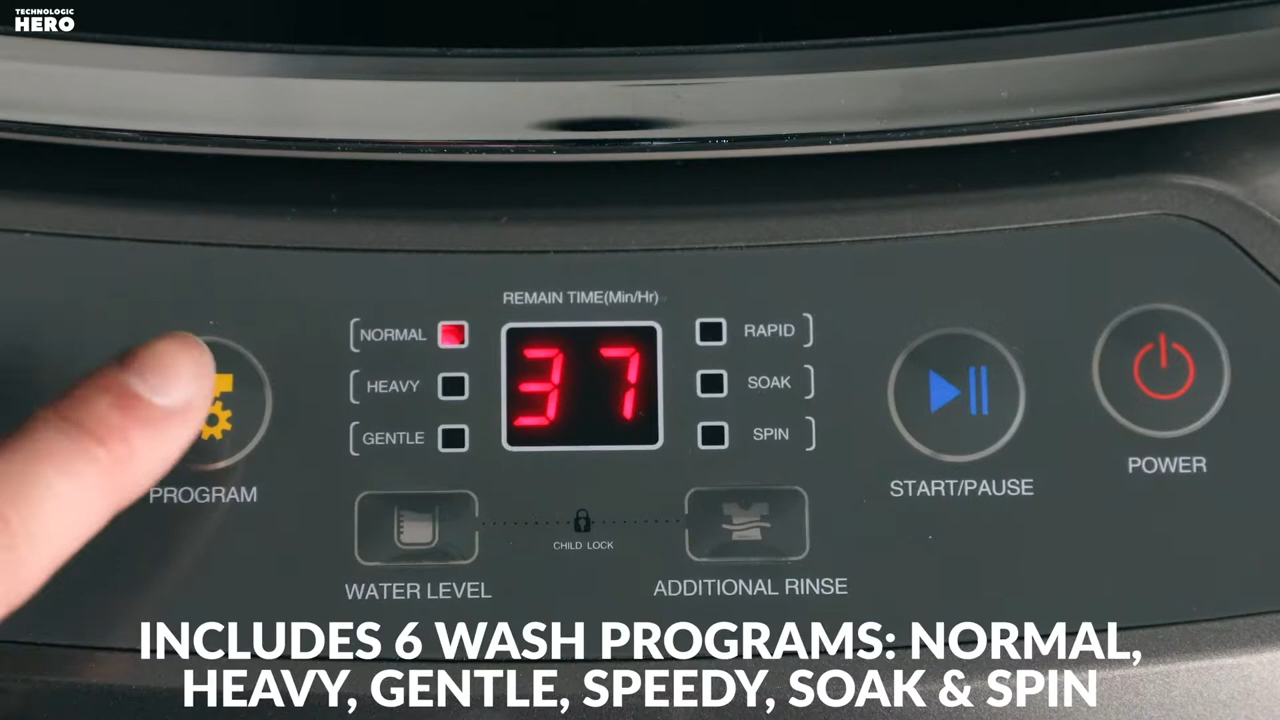 TECHNOLOGIC
HERO
REMAIN TIME(Min/Hr)
NORMAL
HEAVY
GENTLE
37
RAPID
SOAK
SPIN
PROGRAM
START/PAUSE
POWER
CHILD LOCK
WATER LEVEL
ADDITIONAL RINSE
INCLUDES 6 WASH PROGRAMS: NORMAL,
HEAVY, GENTLE, SPEEDY, SOAK & SPIN